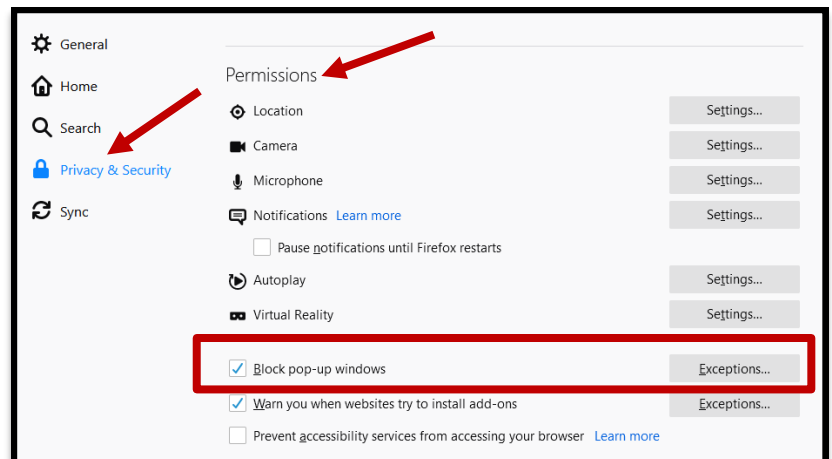 General
Home
Search
Privacy & Security
Sync
Permissions
Location Settings...
Camera Settings...
Microphone Settings...
Notifications Learn more Settings...
Pause notifications until Firefox restarts
Autoplay Settings...
Virtual Reality Settings...
Block pop-up windows Exceptions...
Warn you when websites try to install add-ons Exceptions...
Prevent accessibility services from accessing your browser Learn more